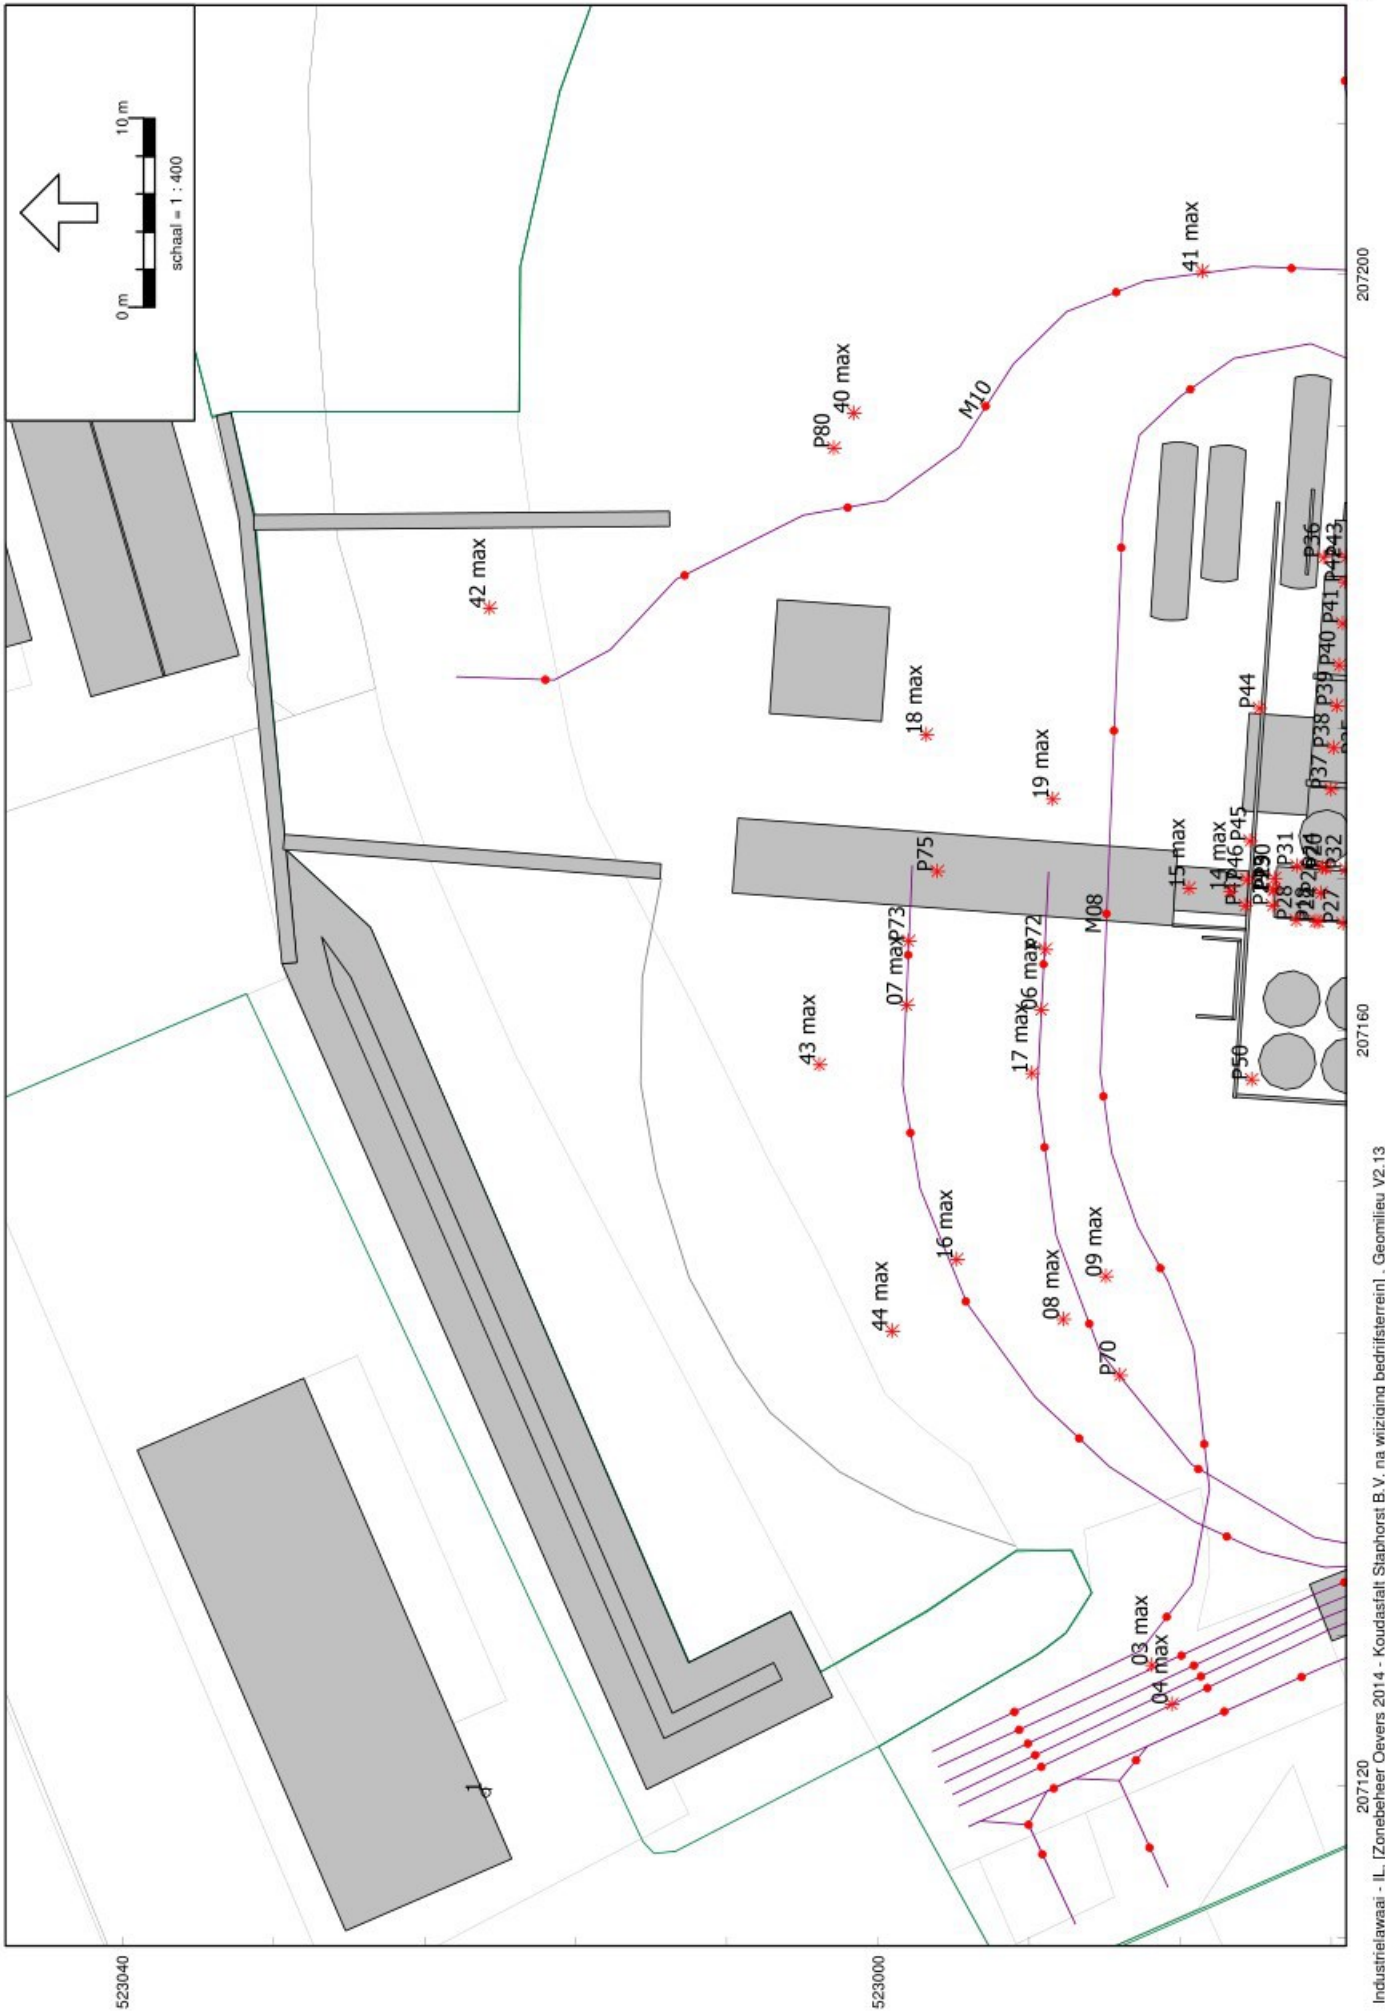 0 m
10 m
schaal = 1 : 400
42 max
P80
40 max
41 max
M10
18 max
19 max
P75
P73
07 max
P72
06 max
17 max
43 max
M08
15 max
14 max
P44
P45
P46
P36
P43
P42
P41
P40
P39
P38
P37
P31
P32
P28
P27
P50
16 max
44 max
09 max
08 max
P70
03 max
04 max
1
523040
523000
207120
207160
207200
Industrielawaai - IL, [Zonebeheer Oevers 2014 - Koudasfalt Staphorst B.V. na wijziging bedrijfsterrein] , Geomilieu V2.13